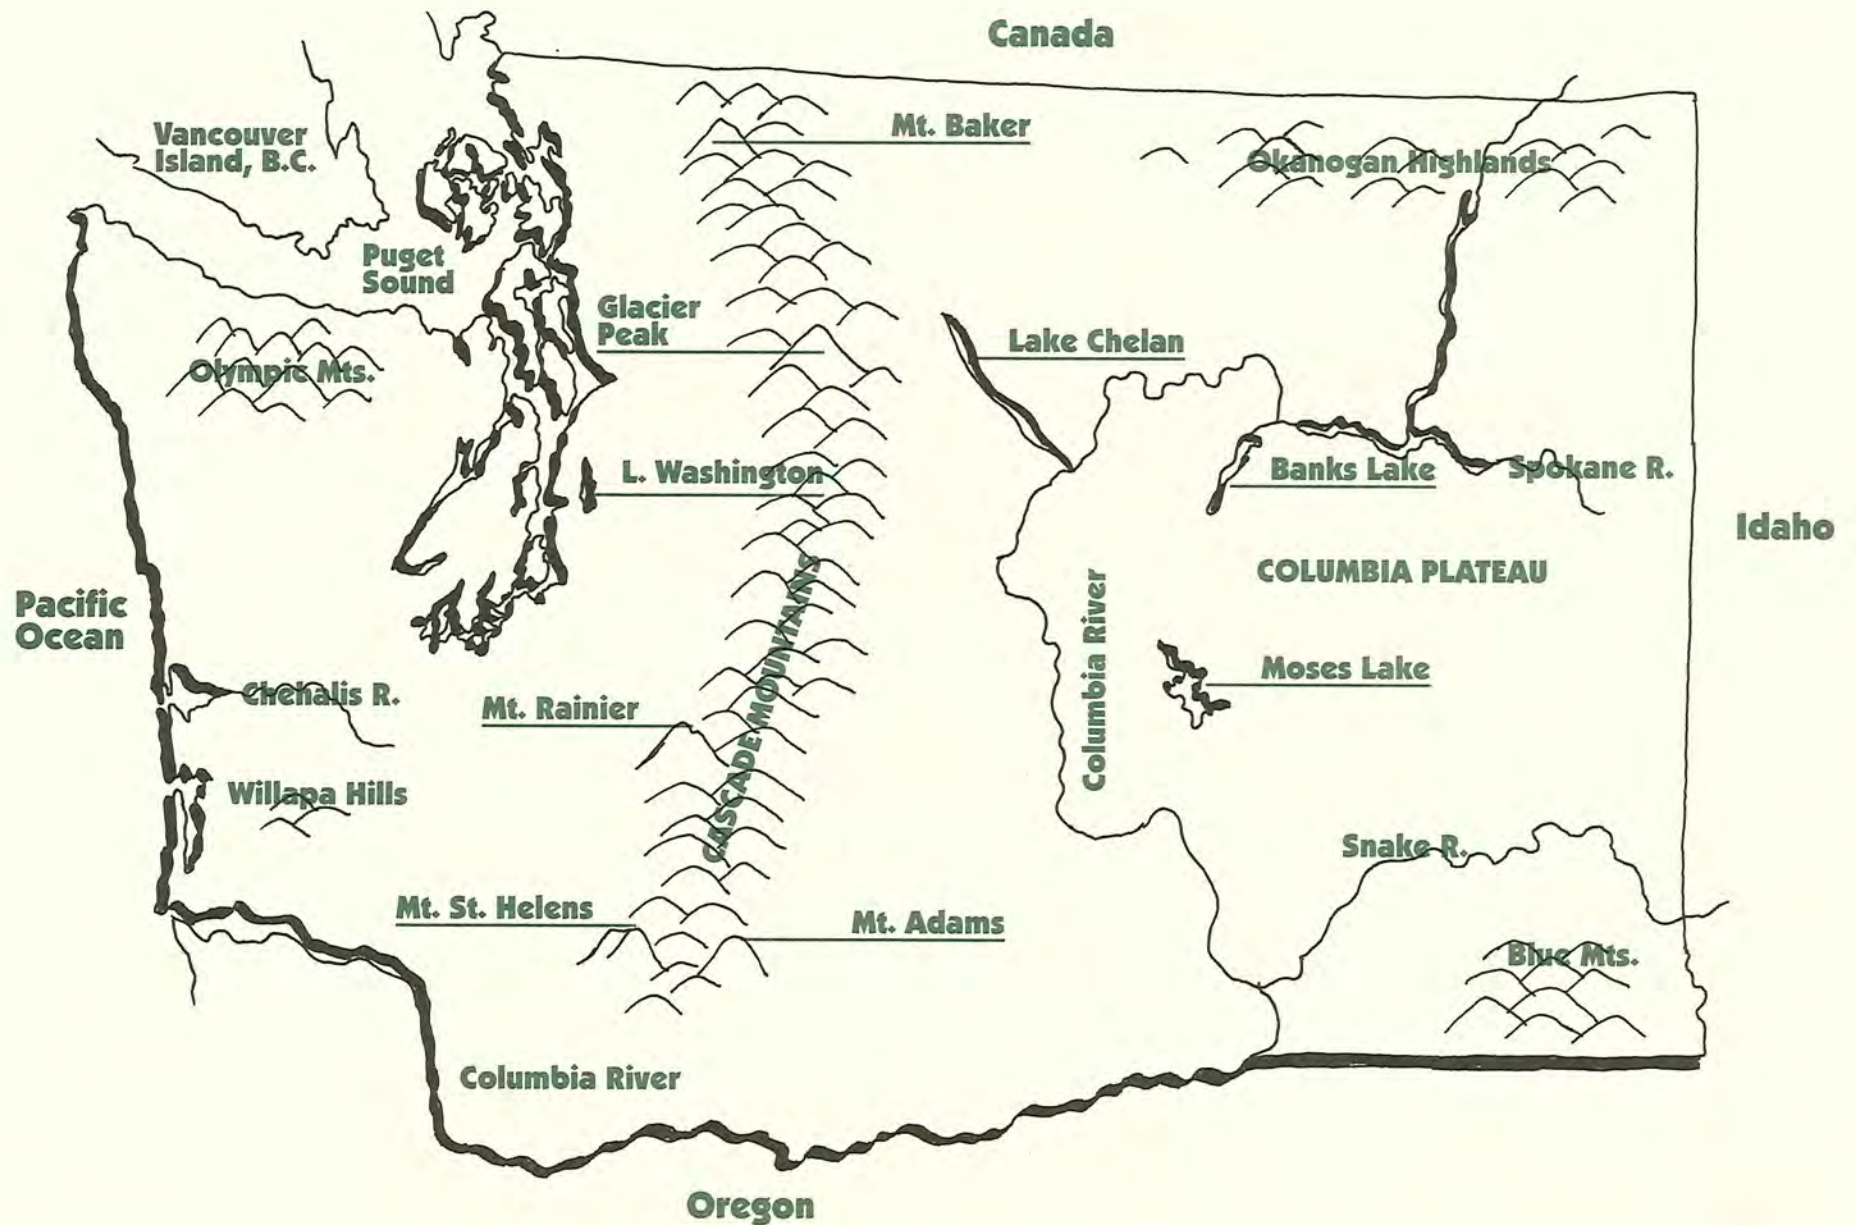 Canada
Mt. Baker
Vancouver
Island, B.C.
Okanogan Highlands
Puget
Sound
Glacier
Peak
Lake Chelan
Olympic Mts.
L. Washington
Banks Lake
Spokane R.
Idaho
COLUMBIA PLATEAU
Pacific
Ocean
Columbia River
CASCADE MOUNTAINS
Moses Lake
Chehalis R.
Mt. Rainier
Willapa Hills
Snake R.
Mt. St. Helens
Mt. Adams
Blue Mts.
Columbia River
Oregon